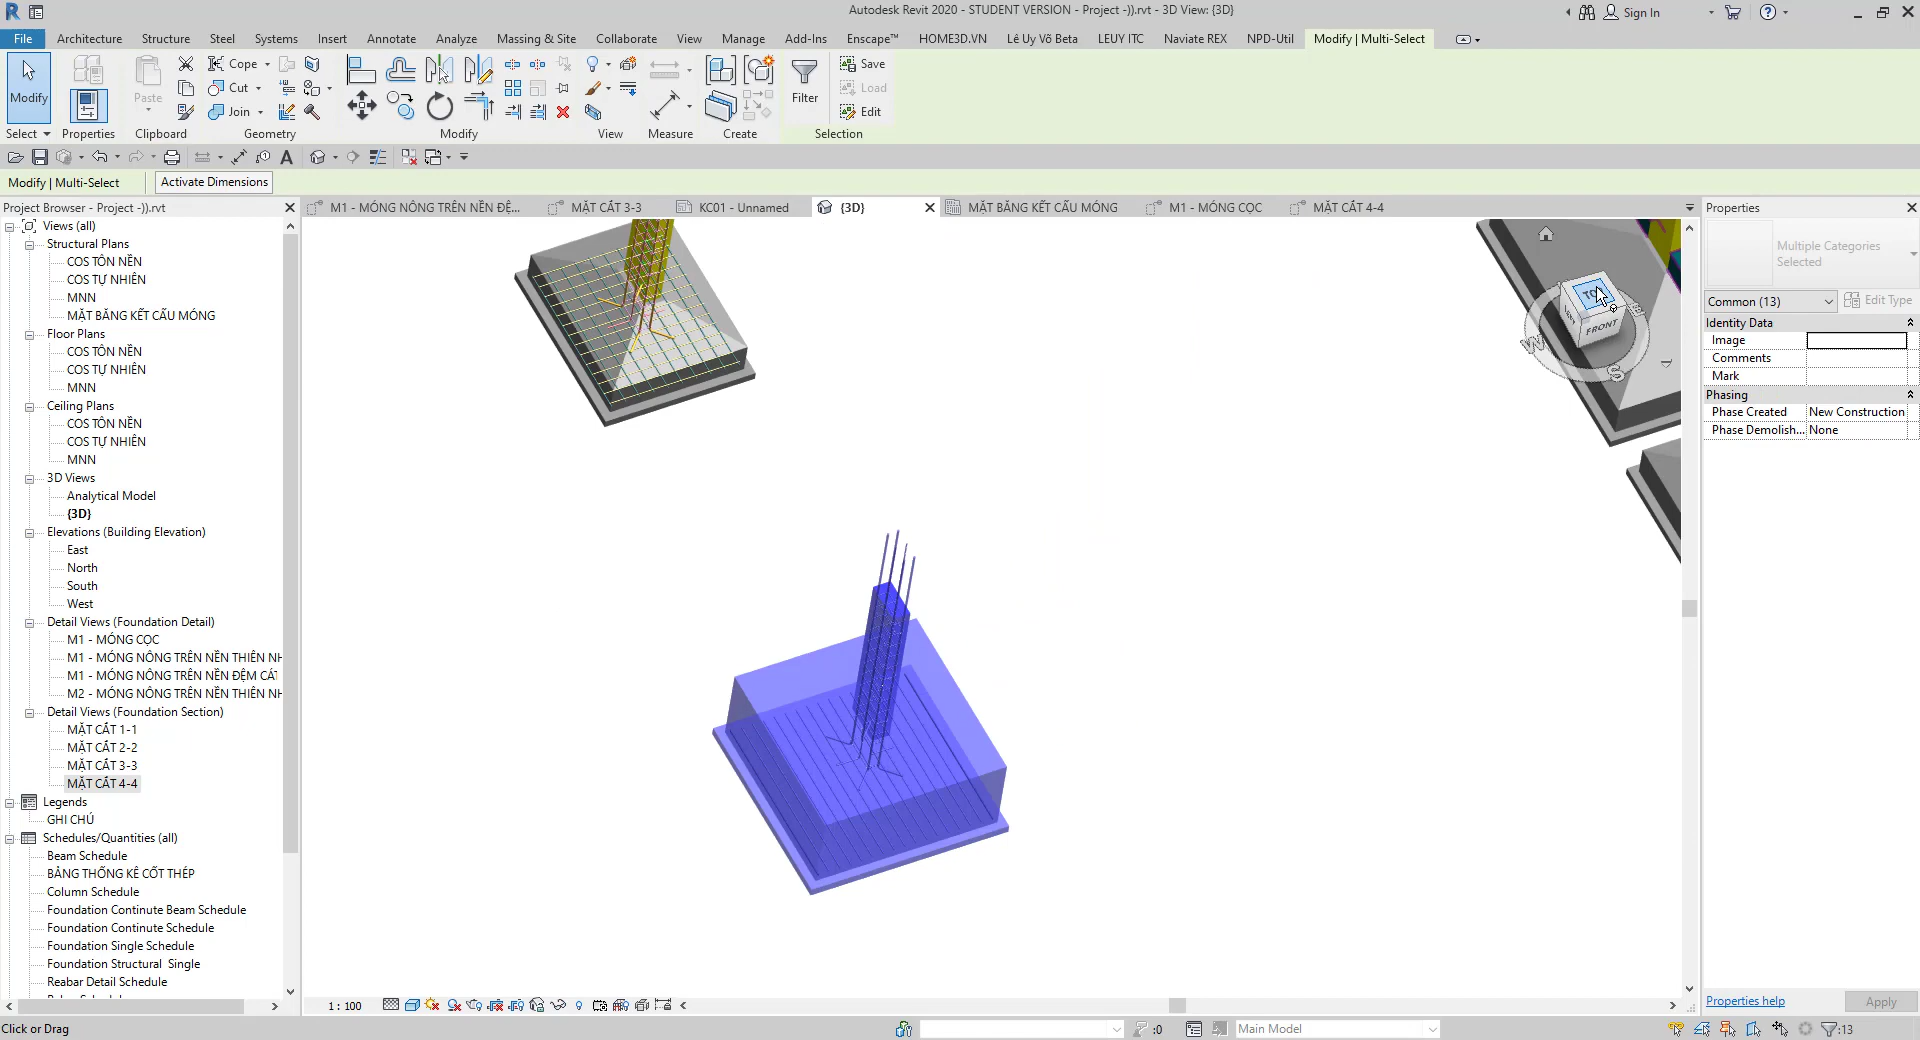 Autodesk Revit 2020 - STUDENT VERSION - Project -)).rvt - 3D View: {3D}
Sign In
File Architecture Structure Steel Systems Insert Annotate Analyze Massing & Site Collaborate View Manage Add-Ins Enscape™ HOME3D.VN Lê Uy Võ Beta LEUY ITC Naviate REX NPD-Util Modify | Multi-Select
Modify Paste Cope Cut Join Filter Save Load Edit
Select Properties Clipboard Geometry Modify View Measure Create Selection
Modify | Multi-Select Activate Dimensions
Project Browser - Project -)).rvt
M1 - MÓNG NÔNG TRÊN NỀN ĐỆ... MẶT CẮT 3-3 KC01 - Unnamed {3D} MẶT BẰNG KẾT CẤU MÓNG M1 - MÓNG CỌC MẶT CẮT 4-4
Properties
Views (all)
Structural Plans
COS TÔN NỀN
COS TỰ NHIÊN
MNN
MẶT BẰNG KẾT CẤU MÓNG
Floor Plans
COS TÔN NỀN
COS TỰ NHIÊN
MNN
Ceiling Plans
COS TÔN NỀN
COS TỰ NHIÊN
MNN
3D Views
Analytical Model
{3D}
Elevations (Building Elevation)
East
North
South
West
Detail Views (Foundation Detail)
M1 - MÓNG CỌC
M1 - MÓNG NÔNG TRÊN NỀN THIÊN NH
M1 - MÓNG NÔNG TRÊN NỀN ĐỆM CÁT
M2 - MÓNG NÔNG TRÊN NỀN THIÊN NH
Detail Views (Foundation Section)
MẶT CẮT 1-1
MẶT CẮT 2-2
MẶT CẮT 3-3
MẶT CẮT 4-4
Legends
GHI CHÚ
Schedules/Quantities (all)
Beam Schedule
BẢNG THỐNG KÊ CỐT THÉP
Column Schedule
Foundation Continute Beam Schedule
Foundation Continute Schedule
Foundation Single Schedule
Foundation Structural Single
Reabar Detail Schedule
FRONT
W
S
Multiple Categories
Selected
Common (13) Edit Type
Identity Data
Image
Comments
Mark
Phasing
Phase Created New Construction
Phase Demolish... None
Properties help Apply
1 : 100
Click or Drag
:0
Main Model
:13